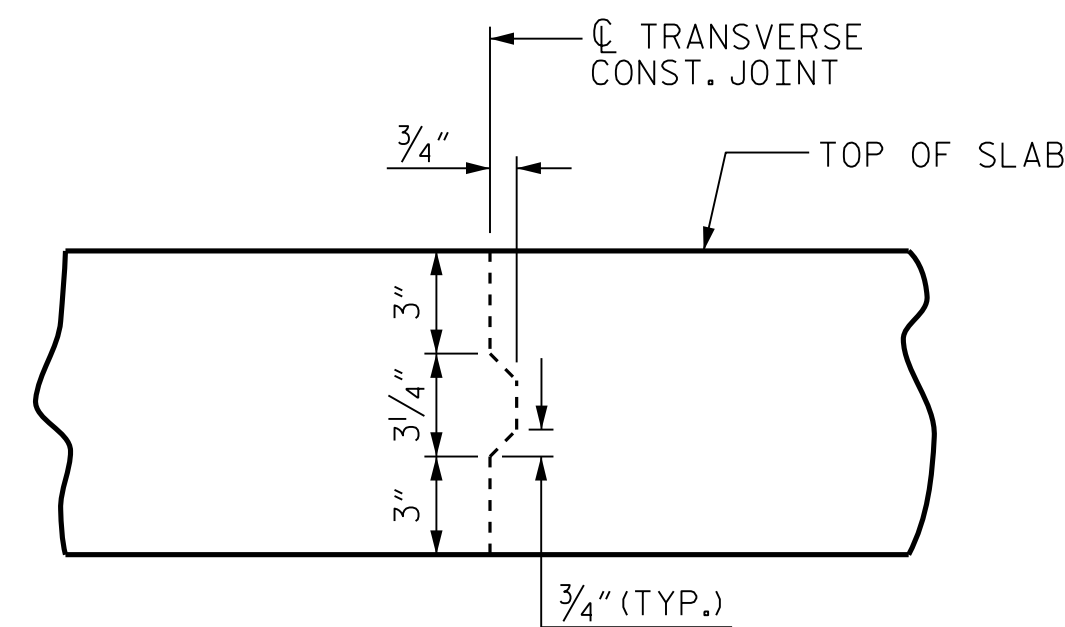 ℄ TRANSVERSE
CONST. JOINT
3/4"
TOP OF SLAB
3"
3 1/4"
3"
3/4" (TYP.)